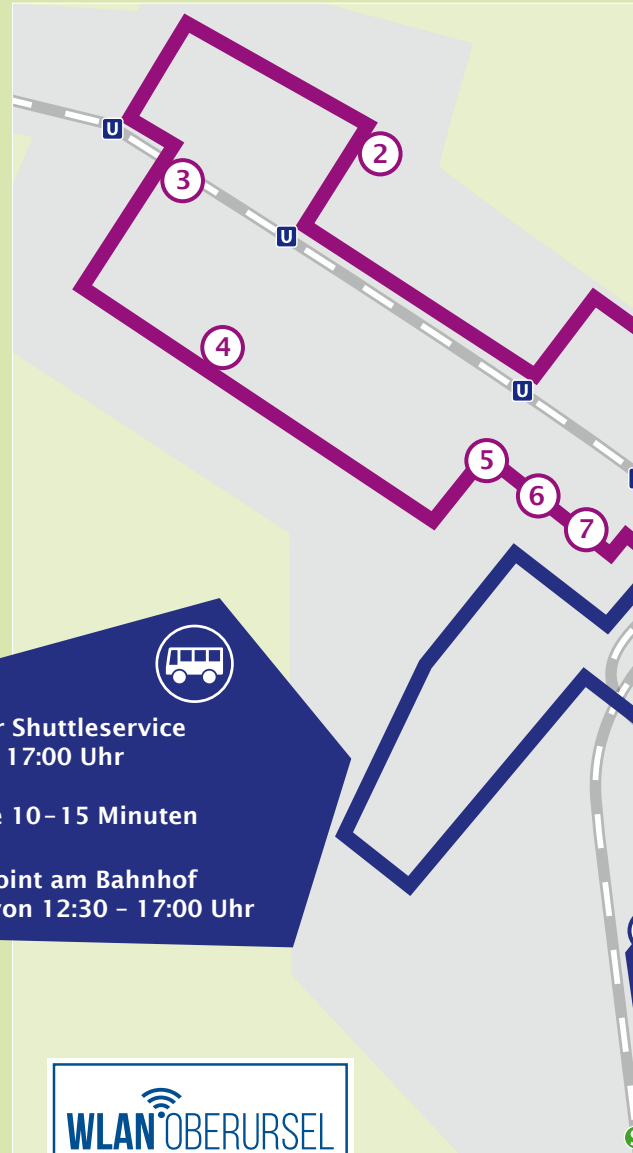 U
2
3
U
4
U
5
6
7
r Shuttleservice
17:00 Uhr
e 10–15 Minuten
oint am Bahnhof
von 12:30 – 17:00 Uhr
WLAN OBERURSEL